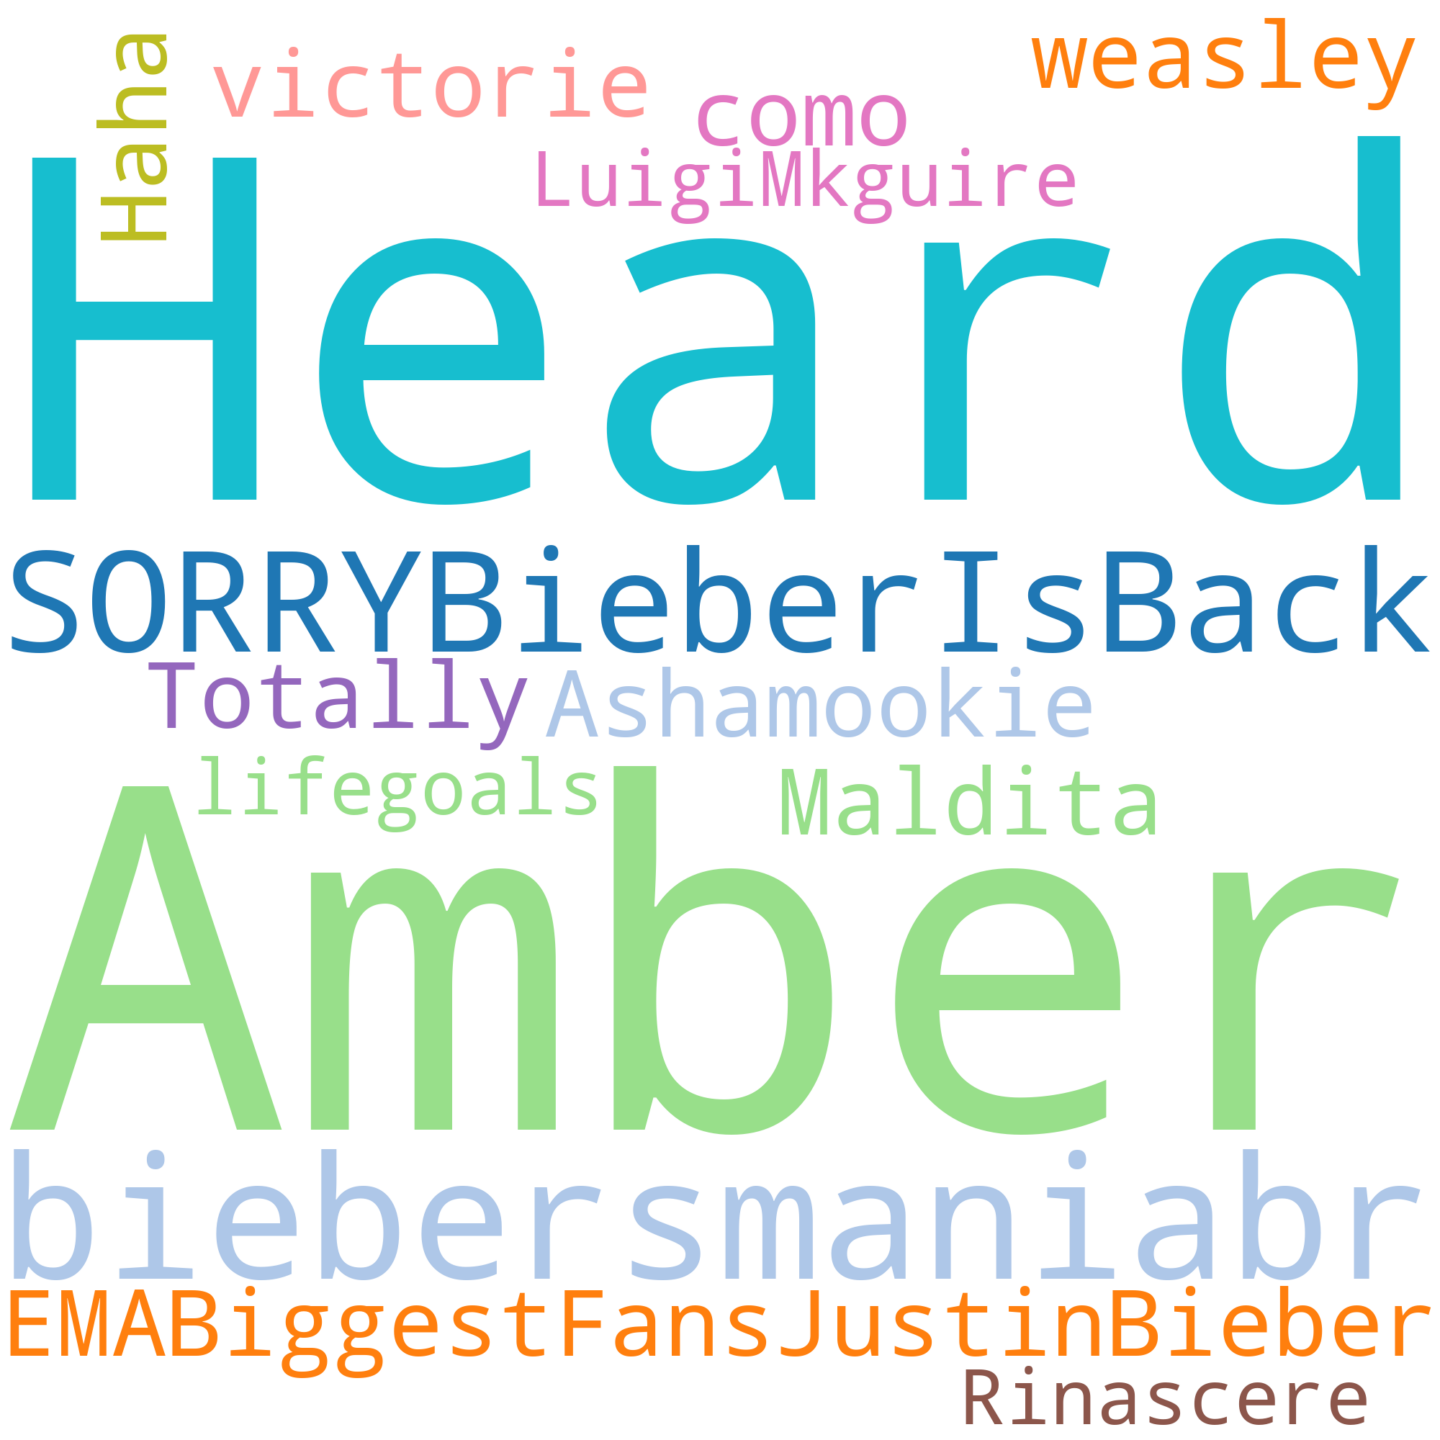 Haha
victorie
weasley
como
LuigiMkguire
Heard
SORRYBieberIsBack
Totally
Ashamookie
lifegoals
Maldita
Amber
biebersmaniabr
EMABiggestFansJustinBieber
Rinascere